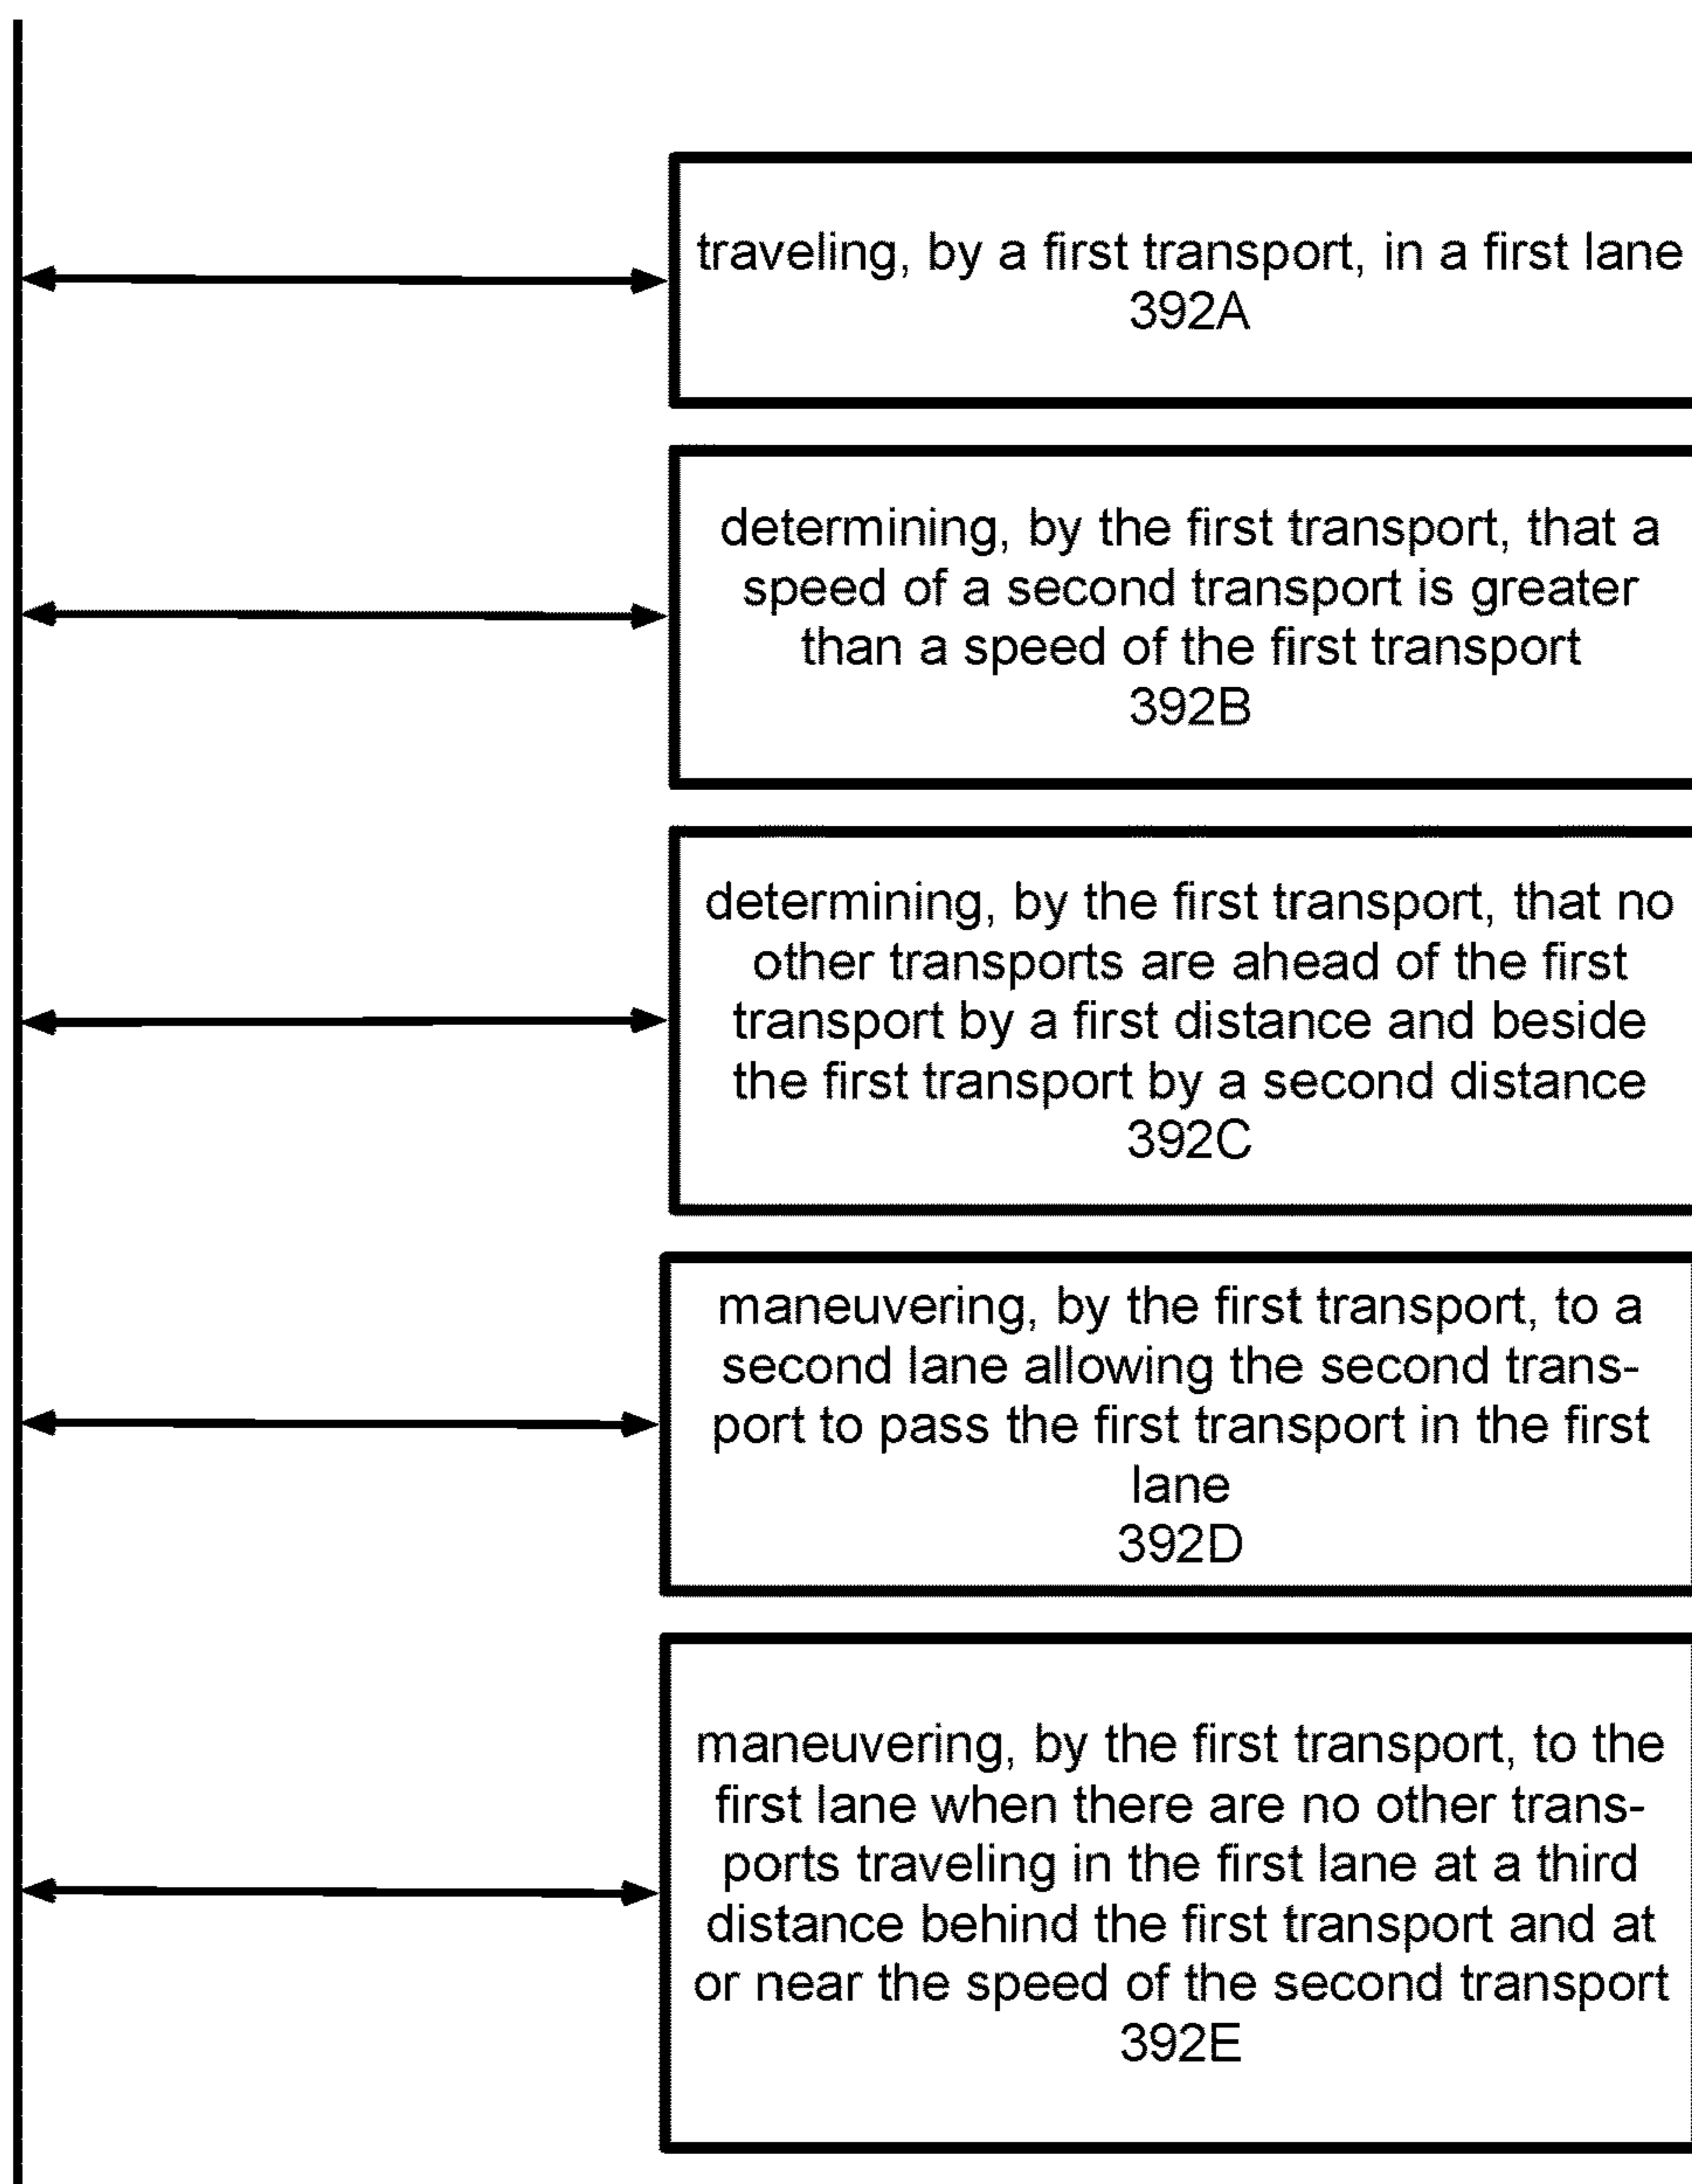 traveling, by a first transport, in a first lane
392A
determining, by the first transport, that a
speed of a second transport is greater
than a speed of the first transport
392B
determining, by the first transport, that no
other transports are ahead of the first
transport by a first distance and beside
the first transport by a second distance
392C
maneuvering, by the first transport, to a
second lane allowing the second trans-
port to pass the first transport in the first
lane
392D
maneuvering, by the first transport, to the
first lane when there are no other trans-
ports traveling in the first lane at a third
distance behind the first transport and at
or near the speed of the second transport
392E